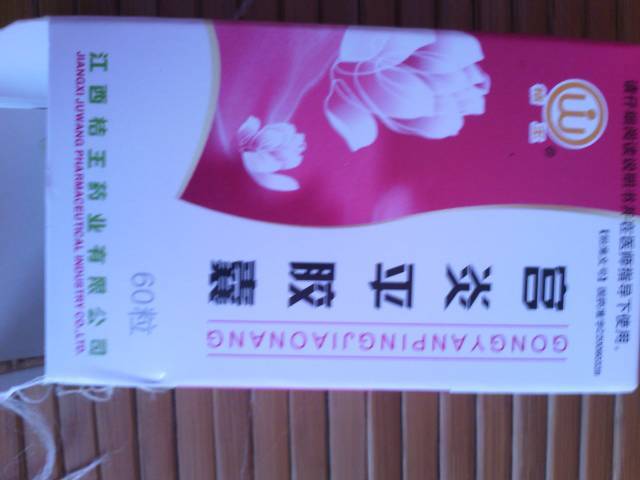 请仔细阅读说明书并在医师指导下使用。
桔王®
宫炎平胶囊
GONGYANPINGJIAONANG
60粒
江西桔王药业有限公司
JIANGXI JUWANG PHARMACEUTICAL INDUSTRY CO.,LTD.